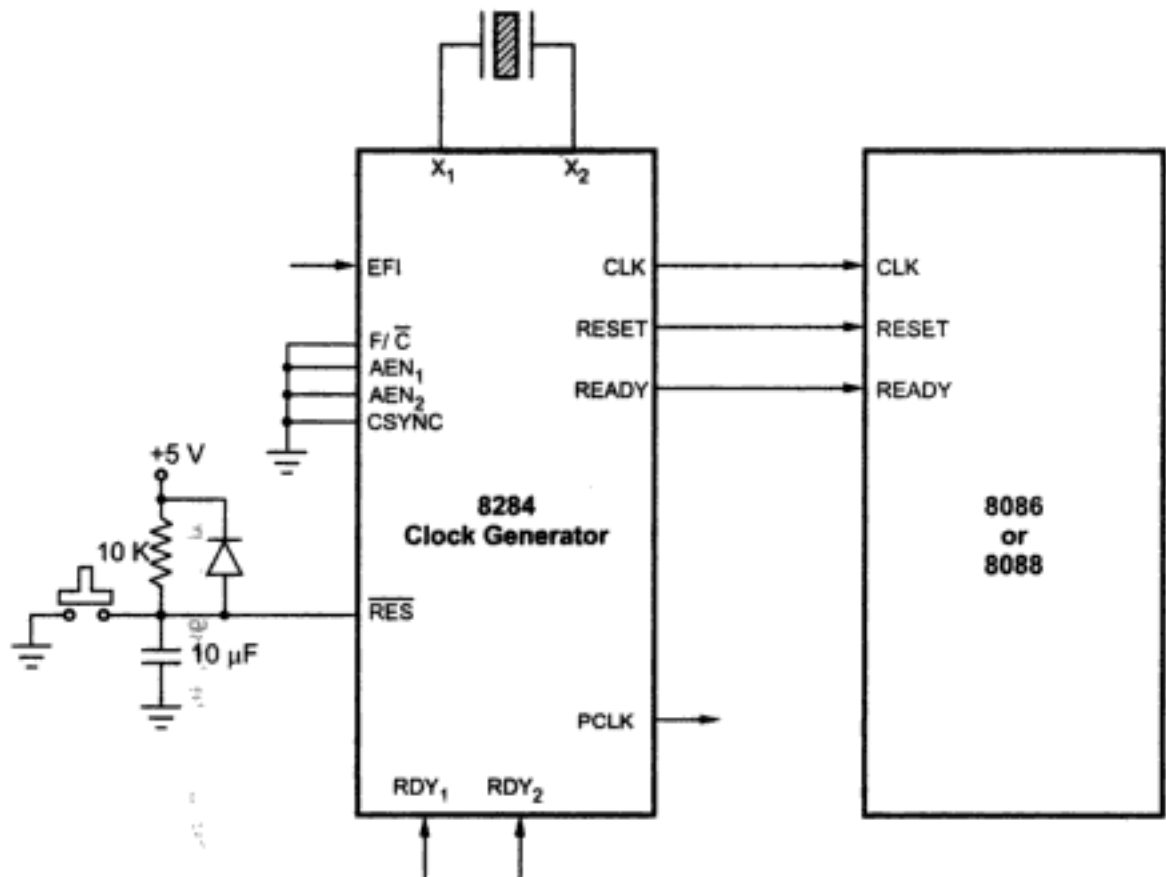 X₁ X₂
EFI
CLK
CLK
RESET
RESET
F/C̅
AEN₁
READY
READY
AEN₂
CSYNC
+5 V
8284
Clock Generator
8086
or
8088
10 K
R̅E̅S̅
10 µF
PCLK
RDY₁ RDY₂